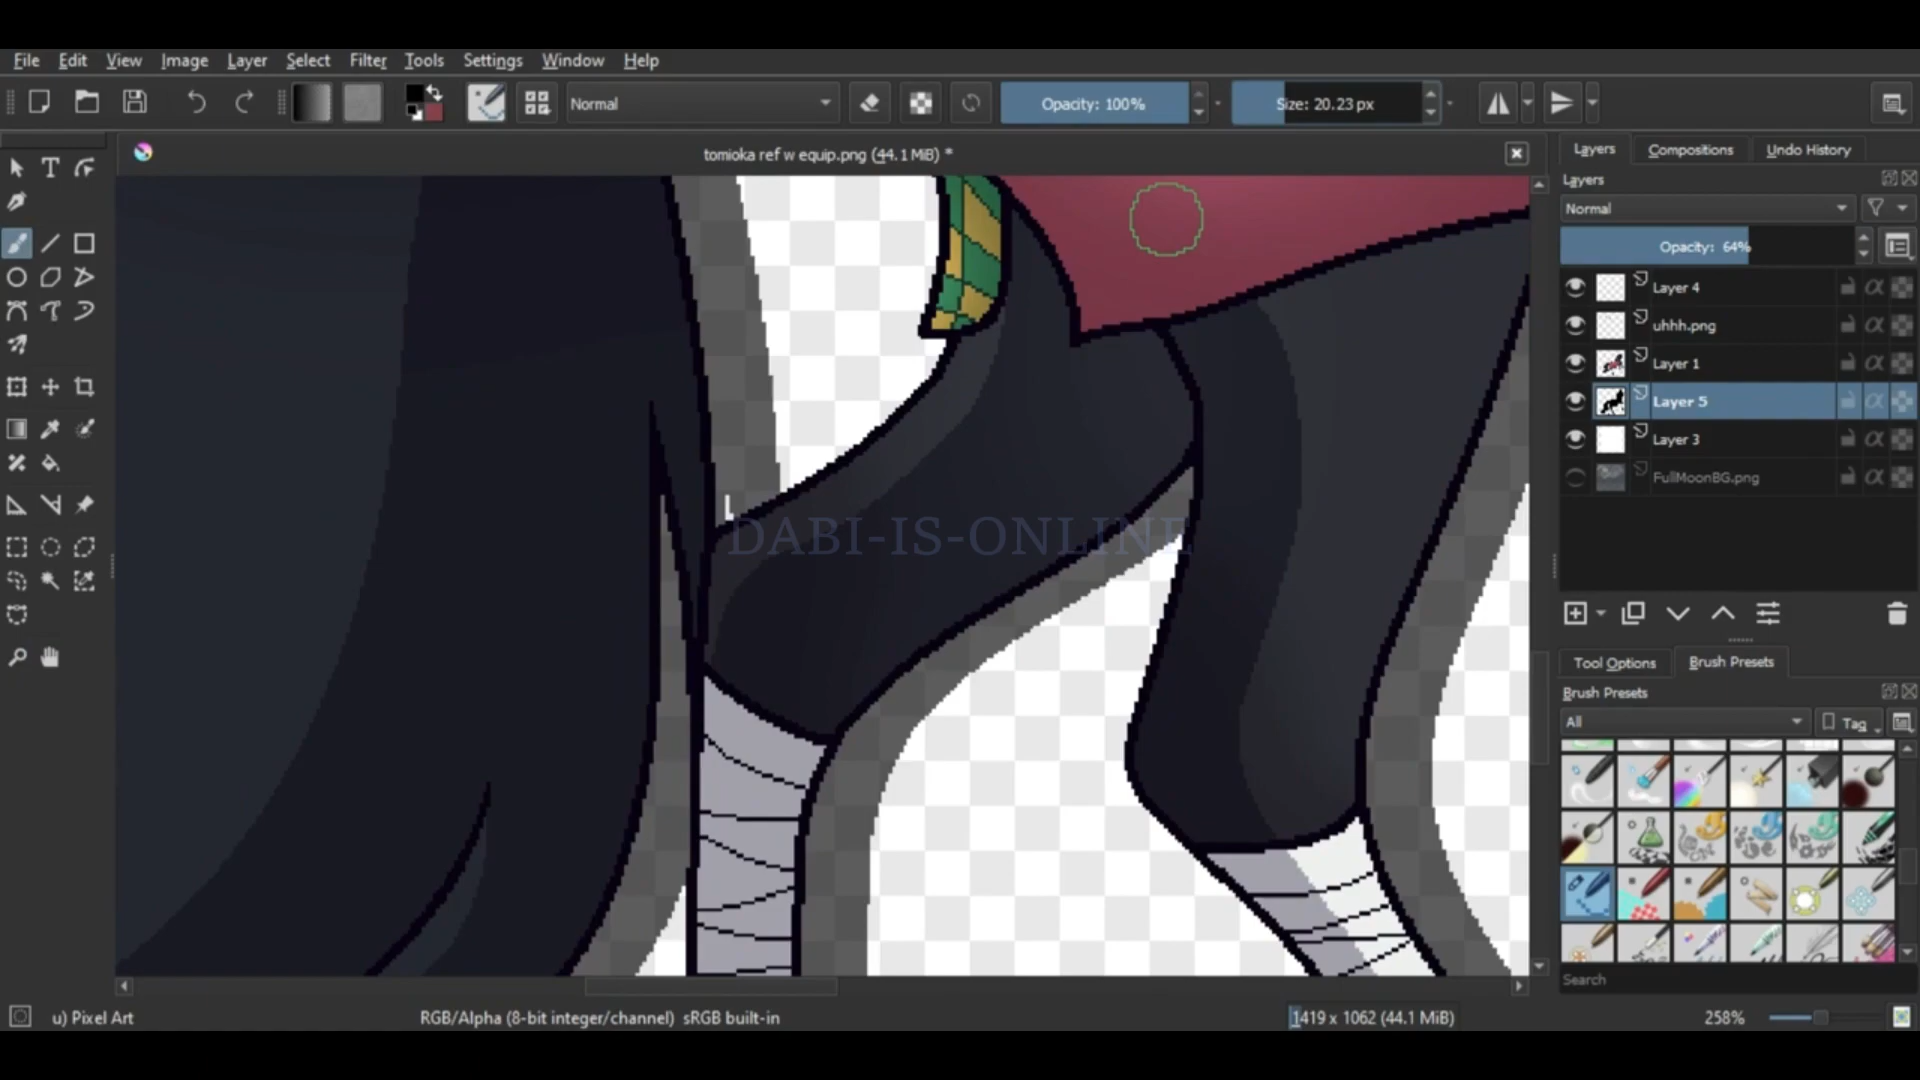 File Edit View Image Layer Select Filter Tools Settings Window Help
Normal Opacity: 100% Size: 20.23 px
tomioka ref w equip.png (44.1 MiB) *
Layers Compositions Undo History
Layers
Normal
Opacity: 64%
Layer 4
uhhh.png
Layer 1
Layer 5
Layer 3
FullMoonBG.png
DABI-IS-ONLINE
Tool Options Brush Presets
Brush Presets
All Tag
Search
u) Pixel Art RGB/Alpha (8-bit integer/channel) sRGB built-in 1419 x 1062 (44.1 MiB) 258%